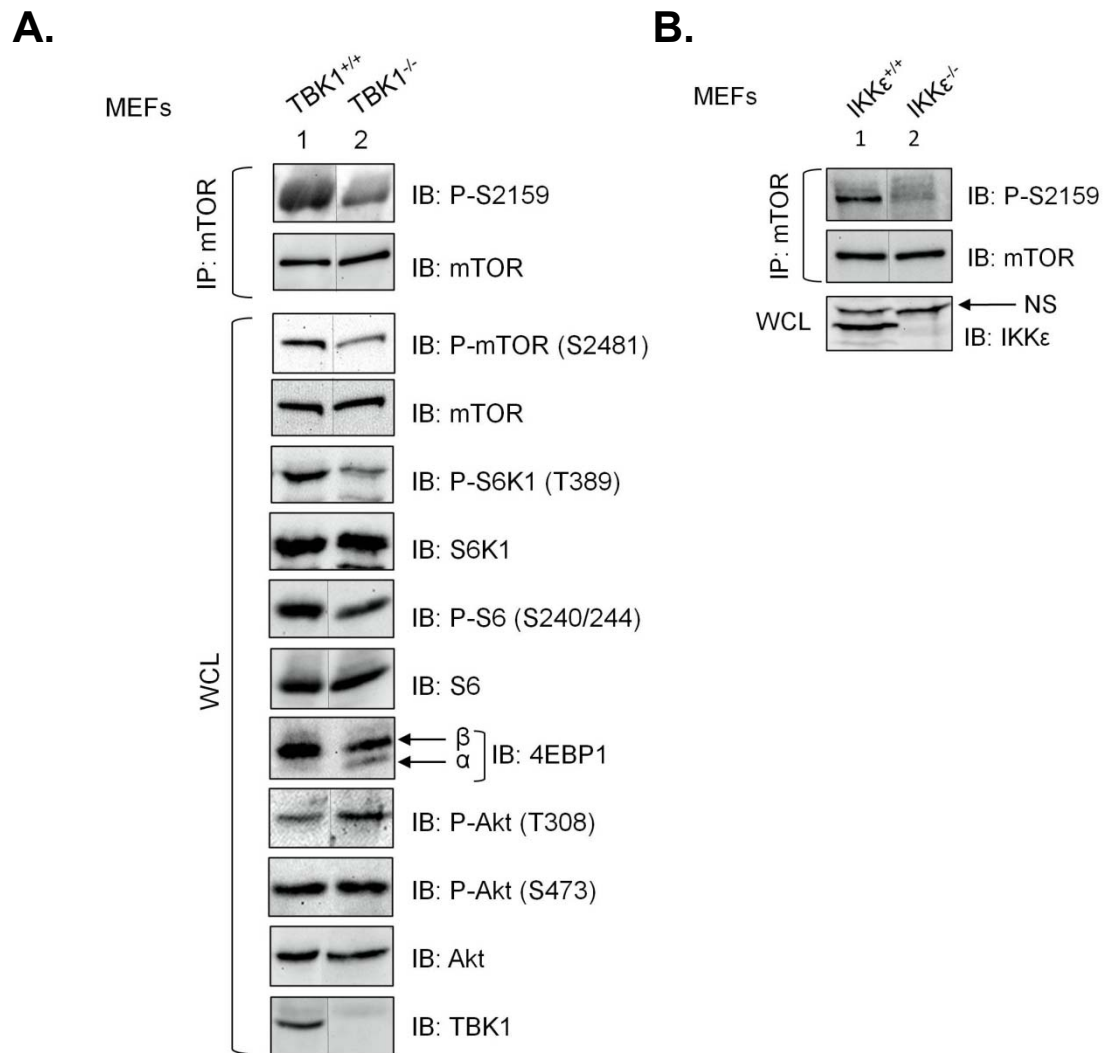 A.
MEFs
TBK1+/+ TBK1-/-
1 2
IP: mTOR
IB: P-S2159
IB: mTOR
WCL
IB: P-mTOR (S2481)
IB: mTOR
IB: P-S6K1 (T389)
IB: S6K1
IB: P-S6 (S240/244)
IB: S6
β
α
IB: 4EBP1
IB: P-Akt (T308)
IB: P-Akt (S473)
IB: Akt
IB: TBK1
B.
MEFs
IKKε+/+ IKKε-/-
1 2
IP: mTOR
IB: P-S2159
IB: mTOR
WCL
NS
IB: IKKε